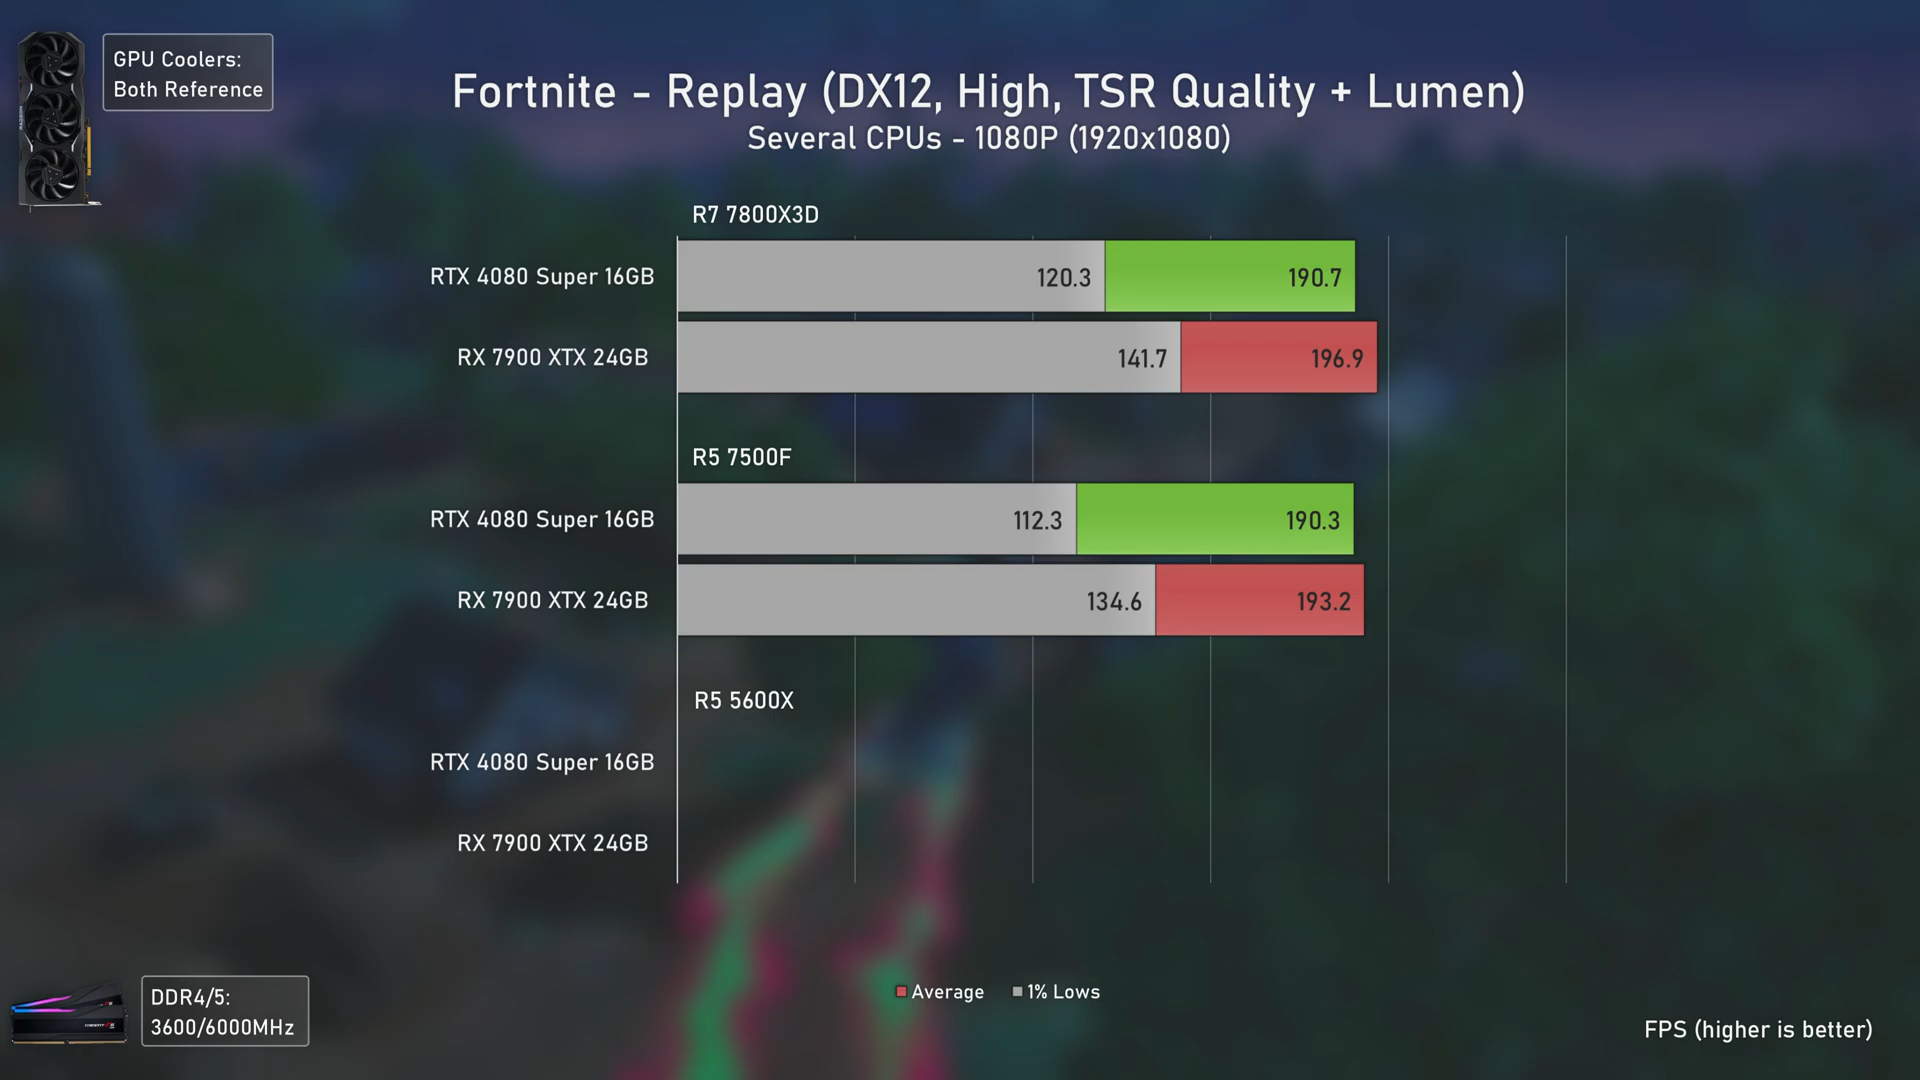 GPU Coolers:
Both Reference
Fortnite - Replay (DX12, High, TSR Quality + Lumen)
Several CPUs - 1080P (1920x1080)
R7 7800X3D
RTX 4080 Super 16GB 120.3 190.7
RX 7900 XTX 24GB 141.7 196.9
R5 7500F
RTX 4080 Super 16GB 112.3 190.3
RX 7900 XTX 24GB 134.6 193.2
R5 5600X
RTX 4080 Super 16GB
RX 7900 XTX 24GB
Average 1% Lows
DDR4/5:
3600/6000MHz
FPS (higher is better)